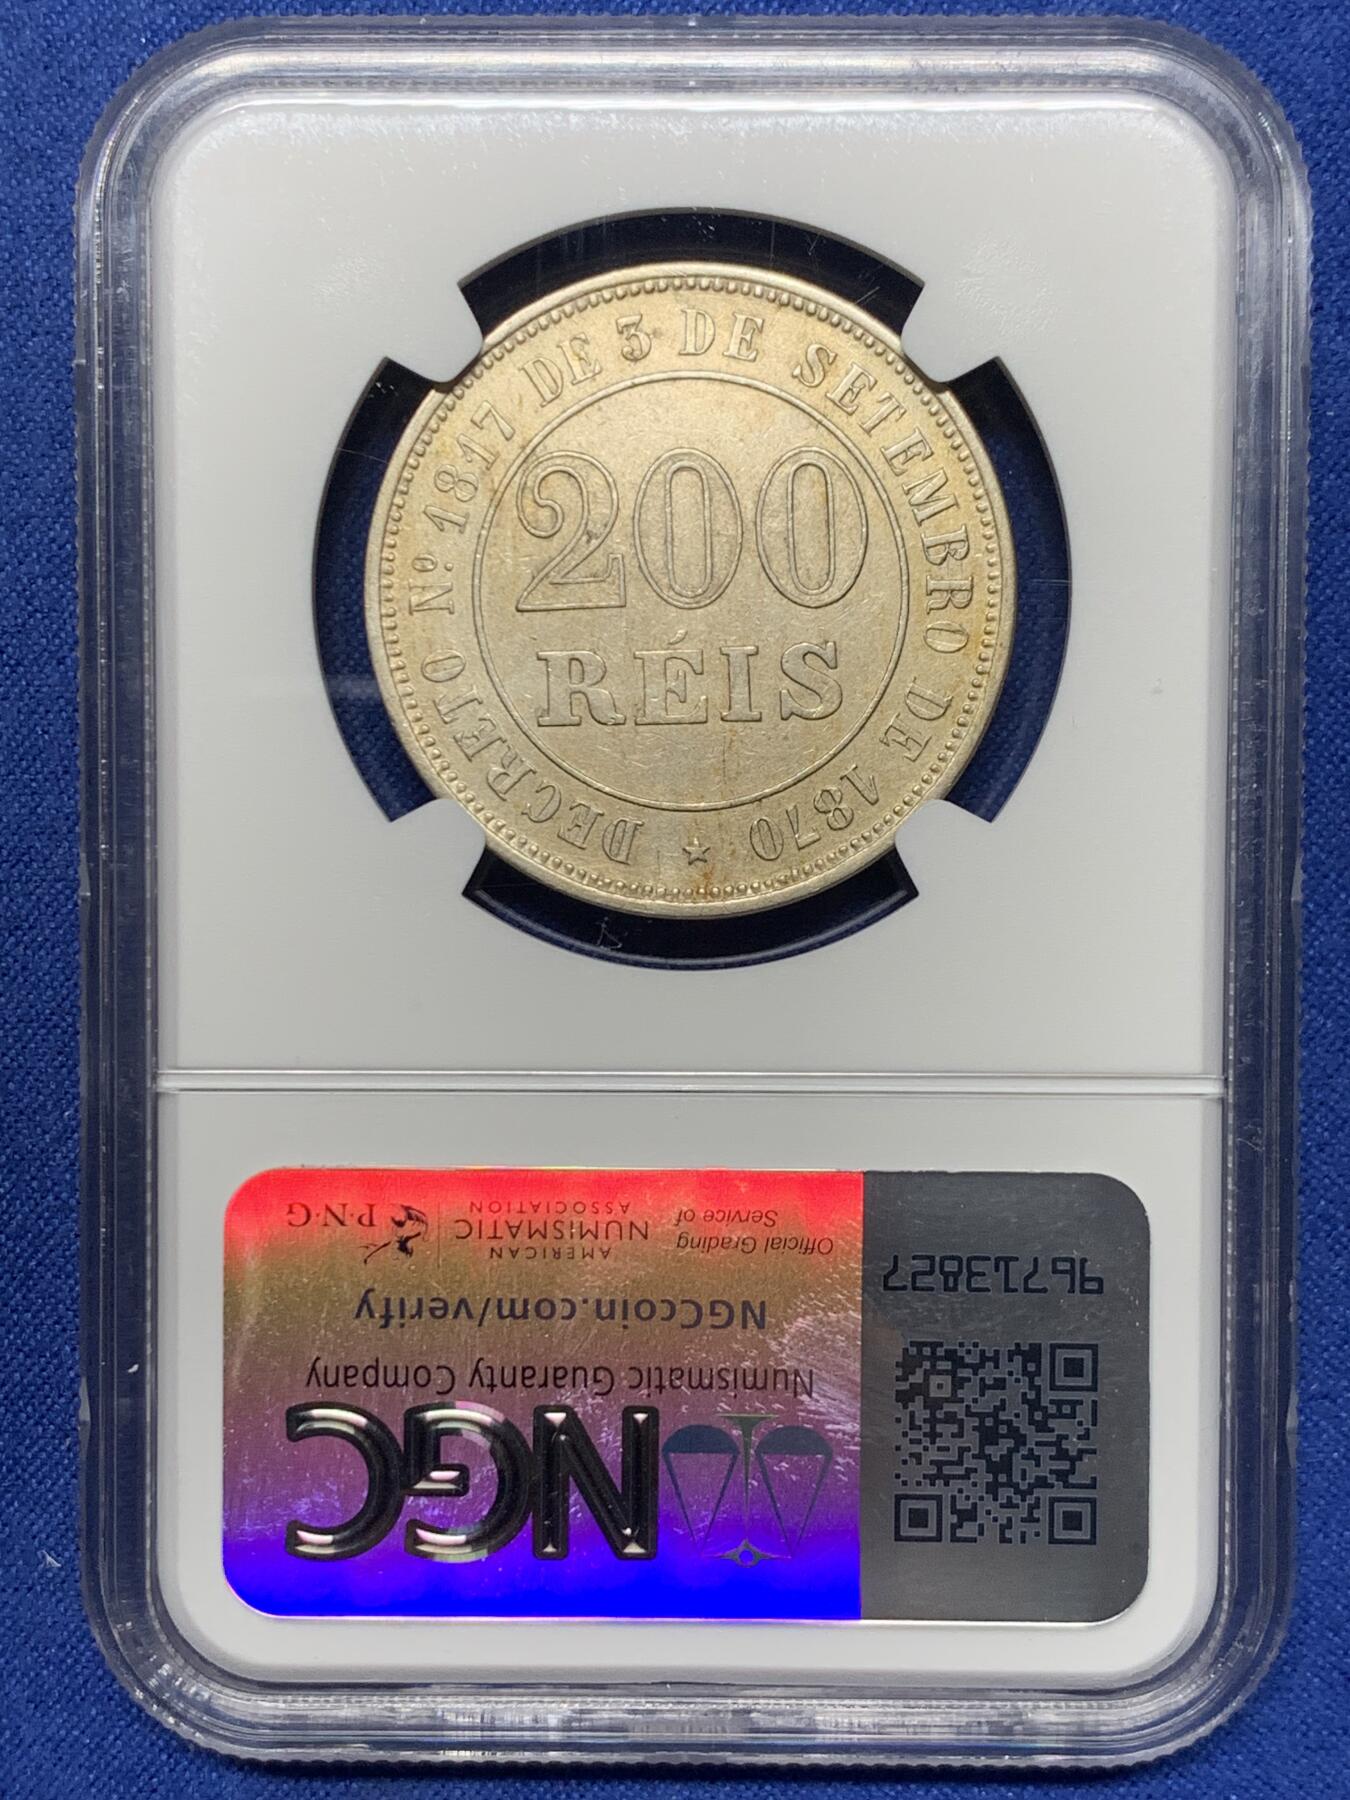 DECRETO Nº 1817 DE 3 DE SETEMBRO DE 1870
200
RÉIS
NGC
Numismatic Guaranty Company
NGCcoin.com/verify
Official Grading
Service of
AMERICAN
NUMISMATIC
ASSOCIATION
P·N·G
96713827